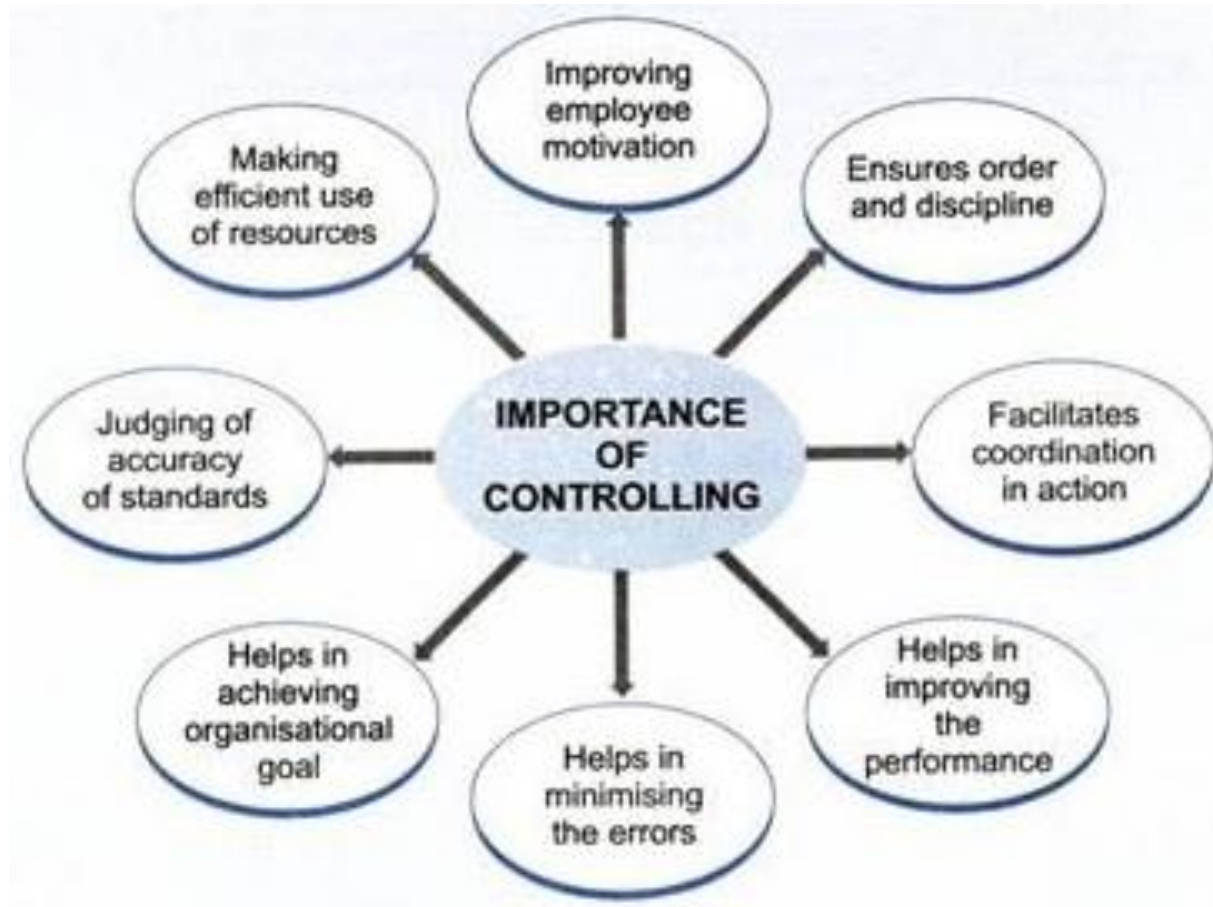 Improving
employee
motivation
Ensures order
and discipline
Facilitates
coordination
in action
Helps in
improving
the
performance
Helps in
minimising
the errors
Helps in
achieving
organisational
goal
Judging of
accuracy
of standards
Making
efficient use
of resources
IMPORTANCE
OF
CONTROLLING